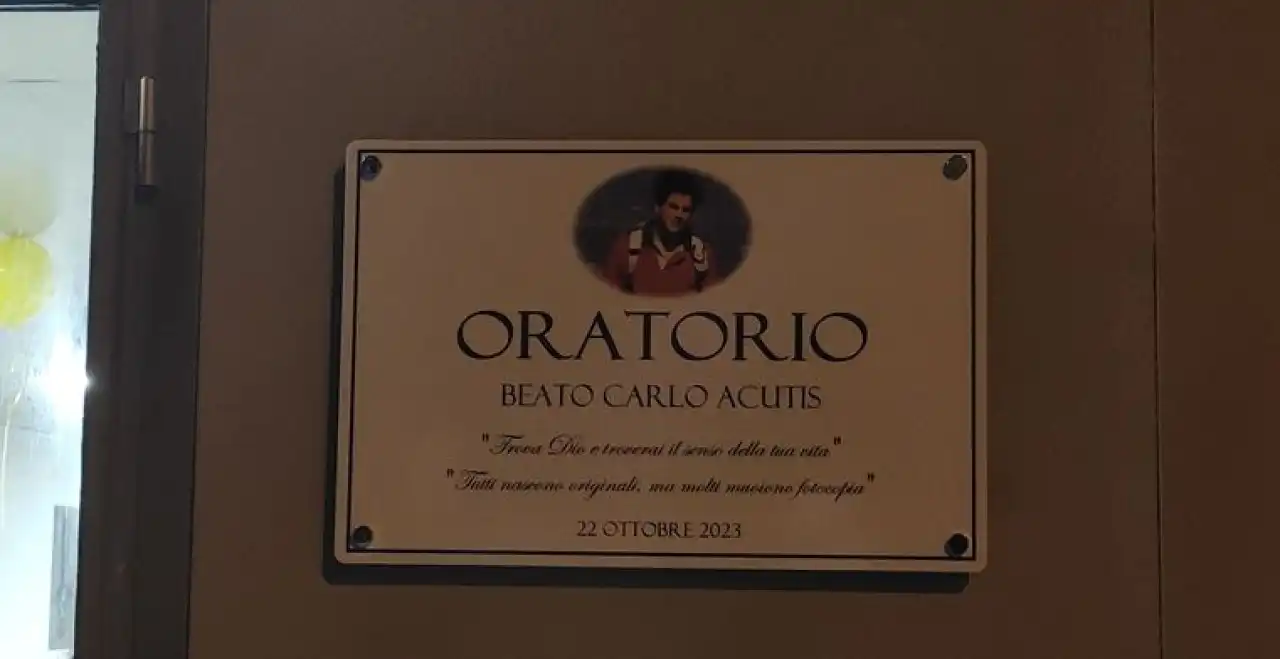 ORATORIO
BEATO CARLO ACUTIS
"Trova Dio e troverai il senso della tua vita"
"Tutti nascono originali, ma molti muoiono fotocopia"
22 OTTOBRE 2023